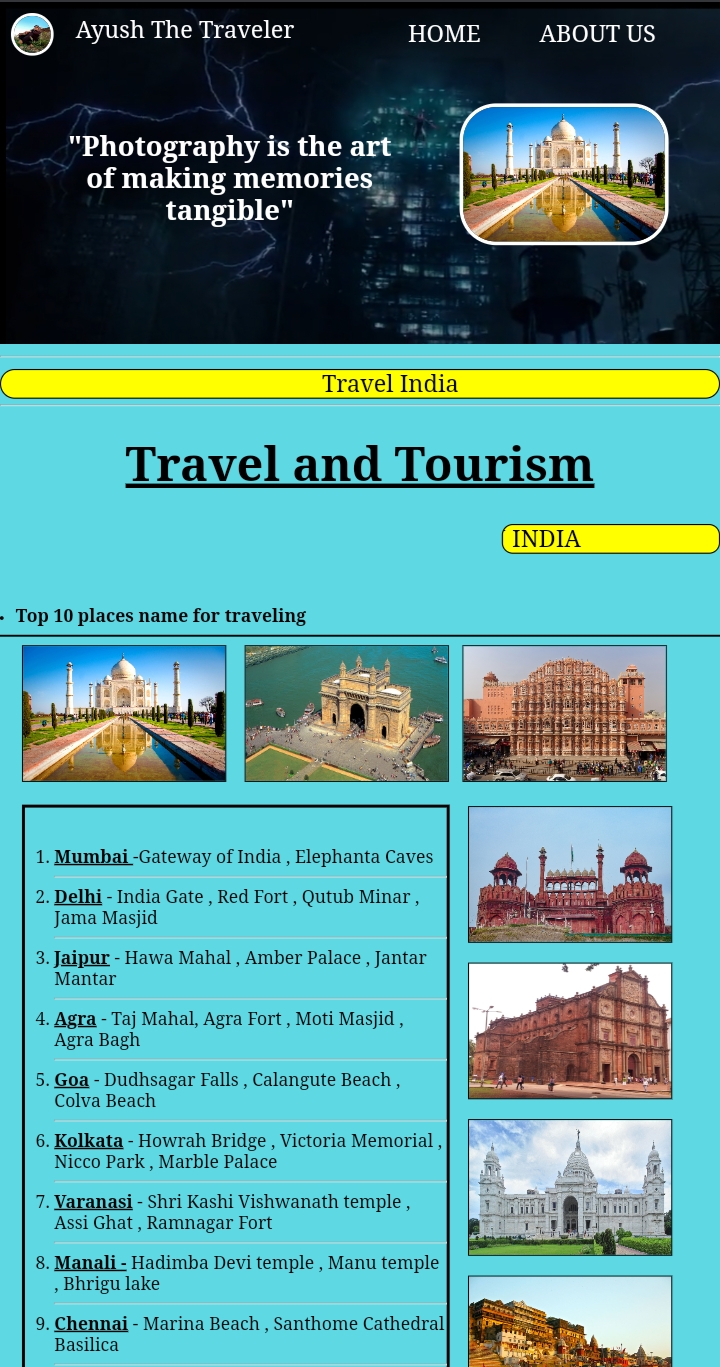 Ayush The Traveler
HOME
ABOUT US
"Photography is the art
of making memories
tangible"
Travel India
Travel and Tourism
INDIA
• Top 10 places name for traveling
1. Mumbai -Gateway of India , Elephanta Caves
2. Delhi - India Gate , Red Fort , Qutub Minar ,
Jama Masjid
3. Jaipur - Hawa Mahal , Amber Palace , Jantar
Mantar
4. Agra - Taj Mahal, Agra Fort , Moti Masjid ,
Agra Bagh
5. Goa - Dudhsagar Falls , Calangute Beach ,
Colva Beach
6. Kolkata - Howrah Bridge , Victoria Memorial ,
Nicco Park , Marble Palace
7. Varanasi - Shri Kashi Vishwanath temple ,
Assi Ghat , Ramnagar Fort
8. Manali - Hadimba Devi temple , Manu temple
, Bhrigu lake
9. Chennai - Marina Beach , Santhome Cathedral
Basilica